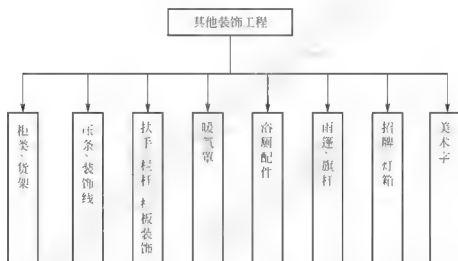 其他装饰工程
柜类、货架
压条、装饰线
扶手、栏杆、栏板装饰
暖气罩
浴厕配件
雨篷、旗杆
招牌、灯箱
美术字